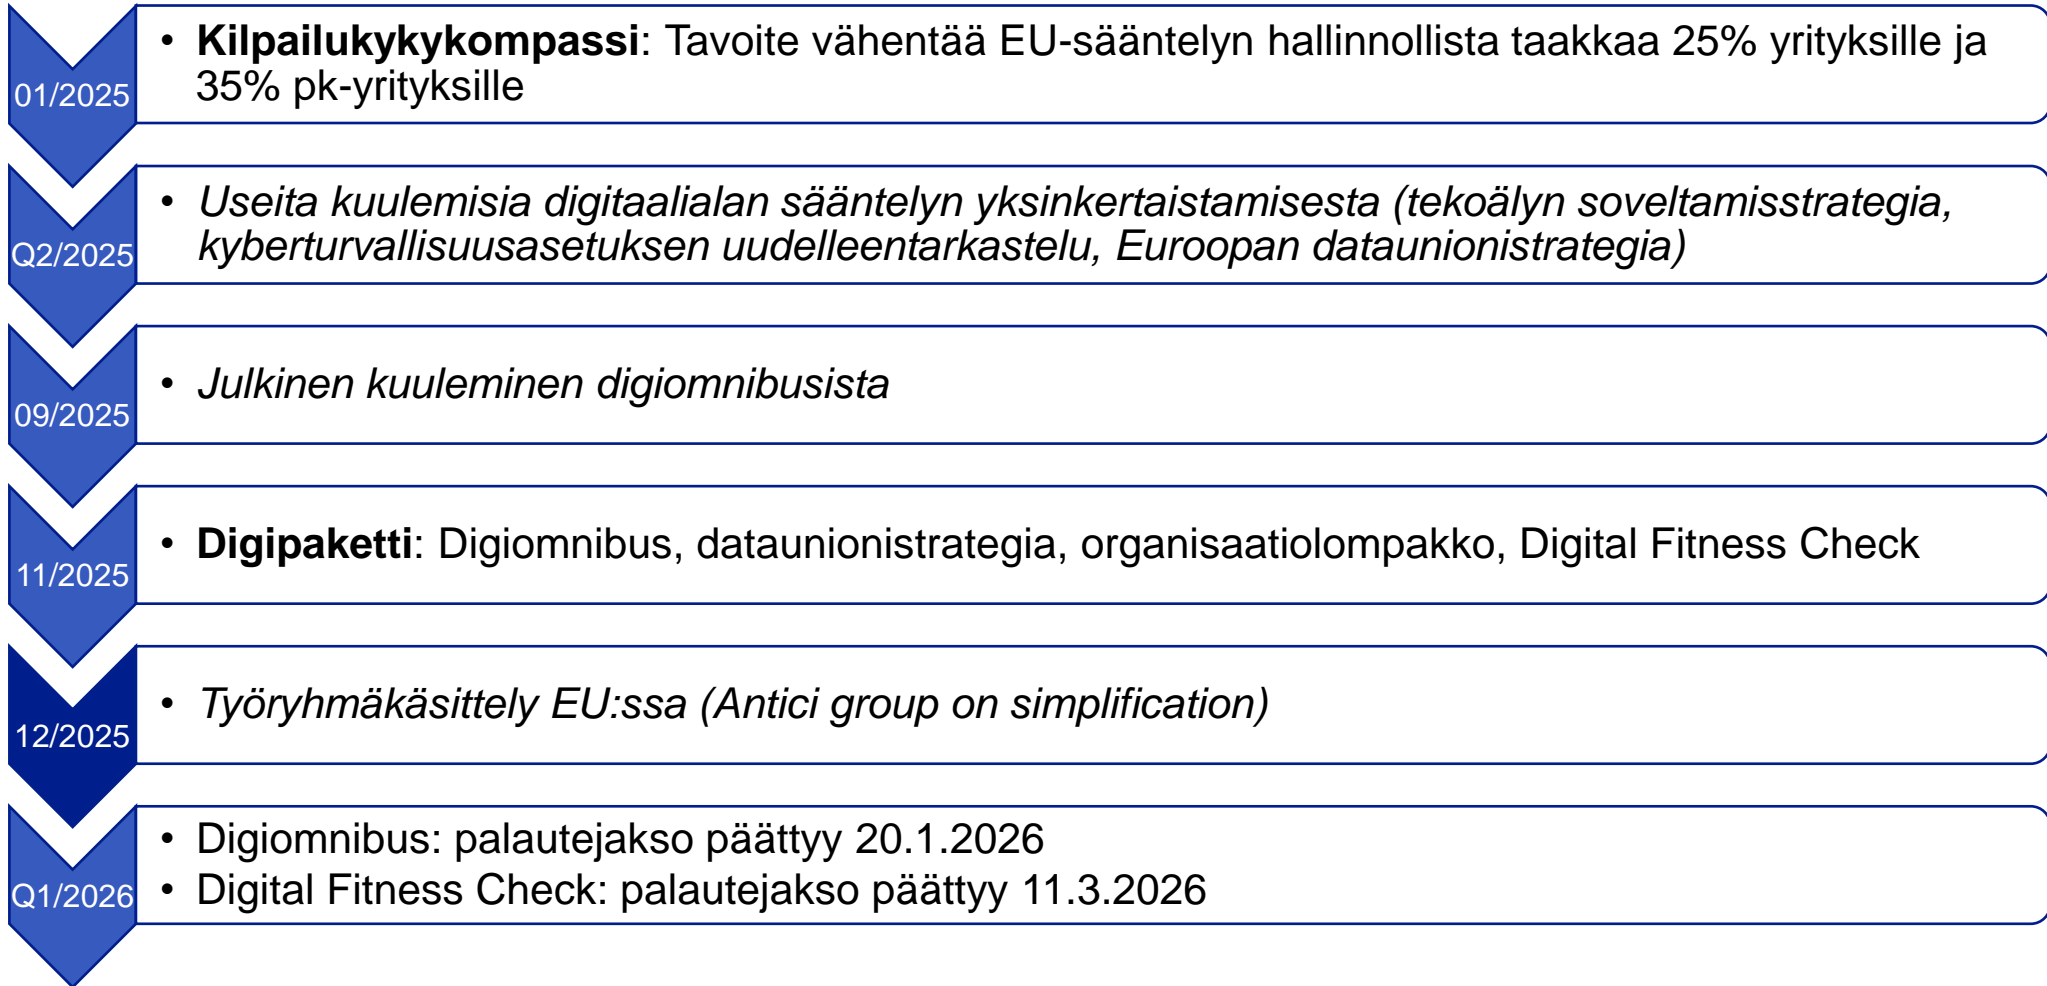 01/2025
• Kilpailukykykompassi: Tavoite vähentää EU-sääntelyn hallinnollista taakkaa 25% yrityksille ja
35% pk-yrityksille
Q2/2025
• Useita kuulemisia digitaalialan sääntelyn yksinkertaistamisesta (tekoälyn soveltamisstrategia,
kyberturvallisuusasetuksen uudelleentarkastelu, Euroopan dataunionistrategia)
09/2025
• Julkinen kuuleminen digiomnibusista
11/2025
• Digipaketti: Digiomnibus, dataunionistrategia, organisaatiolompakko, Digital Fitness Check
12/2025
• Työryhmäkäsittely EU:ssa (Antici group on simplification)
Q1/2026
• Digiomnibus: palautejakso päättyy 20.1.2026
• Digital Fitness Check: palautejakso päättyy 11.3.2026